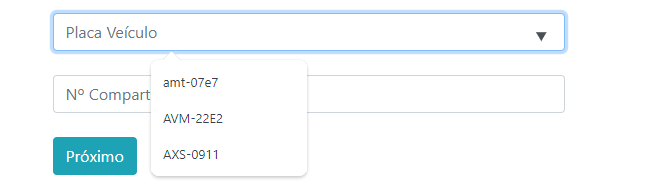 Placa Veículo
amt-07e7
Nº Compart
AVM-22E2
Próximo
AXS-0911